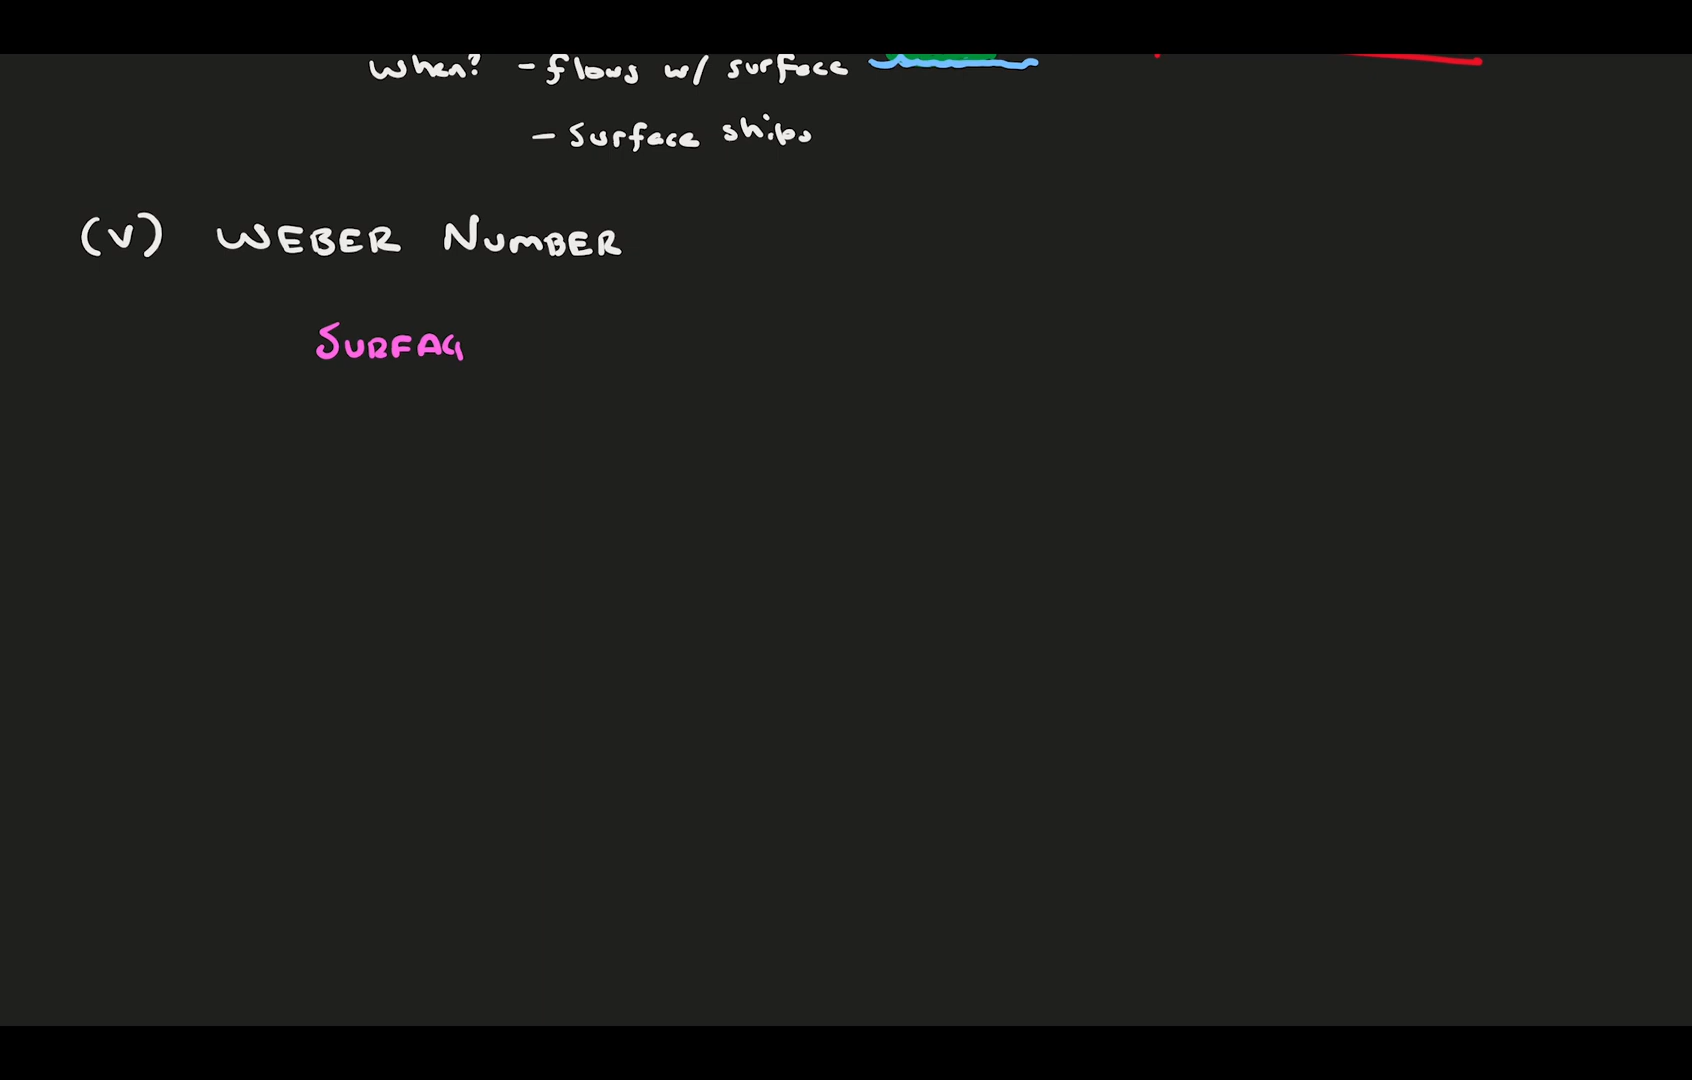 When? - flows w/ surface
- Surface ships
(V) WEBER NUMBER
SURFAC